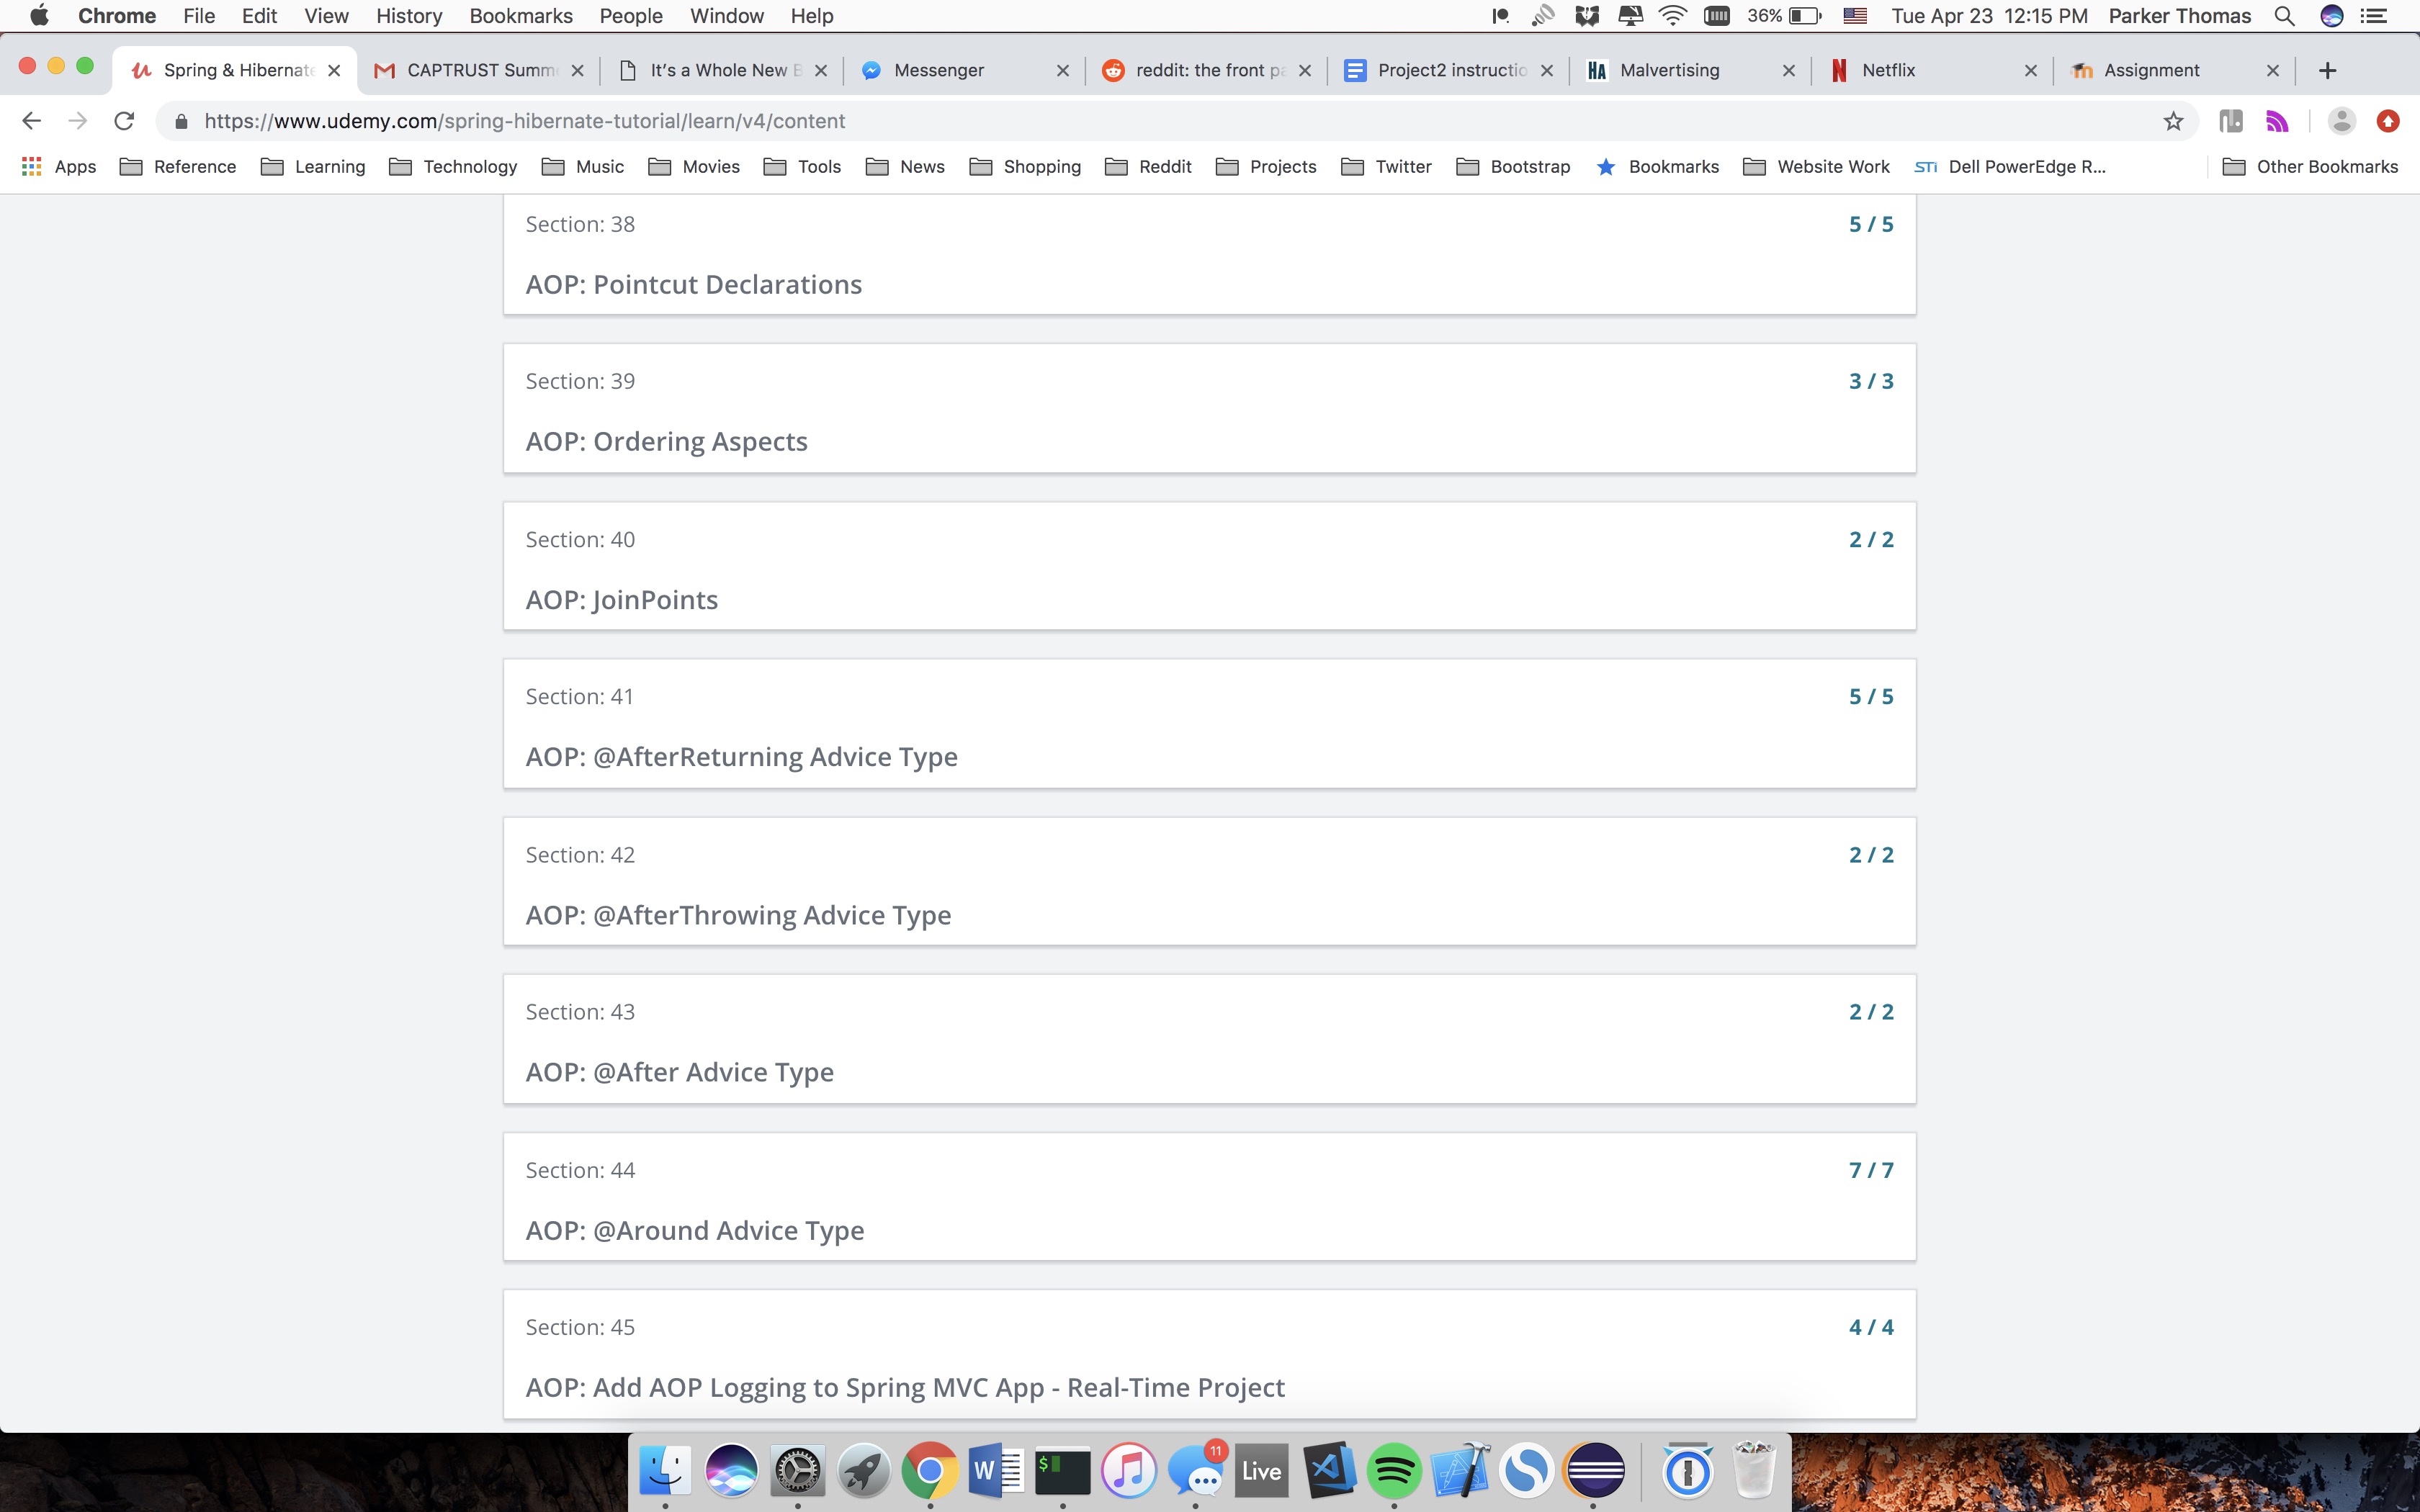 Chrome File Edit View History Bookmarks People Window Help 36% Tue Apr 23 12:15 PM Parker Thomas
Spring & Hibernate CAPTRUST Summ It's a Whole New B Messenger reddit: the front pa Project2 instructio HA Malvertising Netflix Assignment
https://www.udemy.com/spring-hibernate-tutorial/learn/v4/content
Apps Reference Learning Technology Music Movies Tools News Shopping Reddit Projects Twitter Bootstrap Bookmarks Website Work STi Dell PowerEdge R... Other Bookmarks
Section: 38 5 / 5
AOP: Pointcut Declarations
Section: 39 3 / 3
AOP: Ordering Aspects
Section: 40 2 / 2
AOP: JoinPoints
Section: 41 5 / 5
AOP: @AfterReturning Advice Type
Section: 42 2 / 2
AOP: @AfterThrowing Advice Type
Section: 43 2 / 2
AOP: @After Advice Type
Section: 44 7 / 7
AOP: @Around Advice Type
Section: 45 4 / 4
AOP: Add AOP Logging to Spring MVC App - Real-Time Project
W $ 11 Live